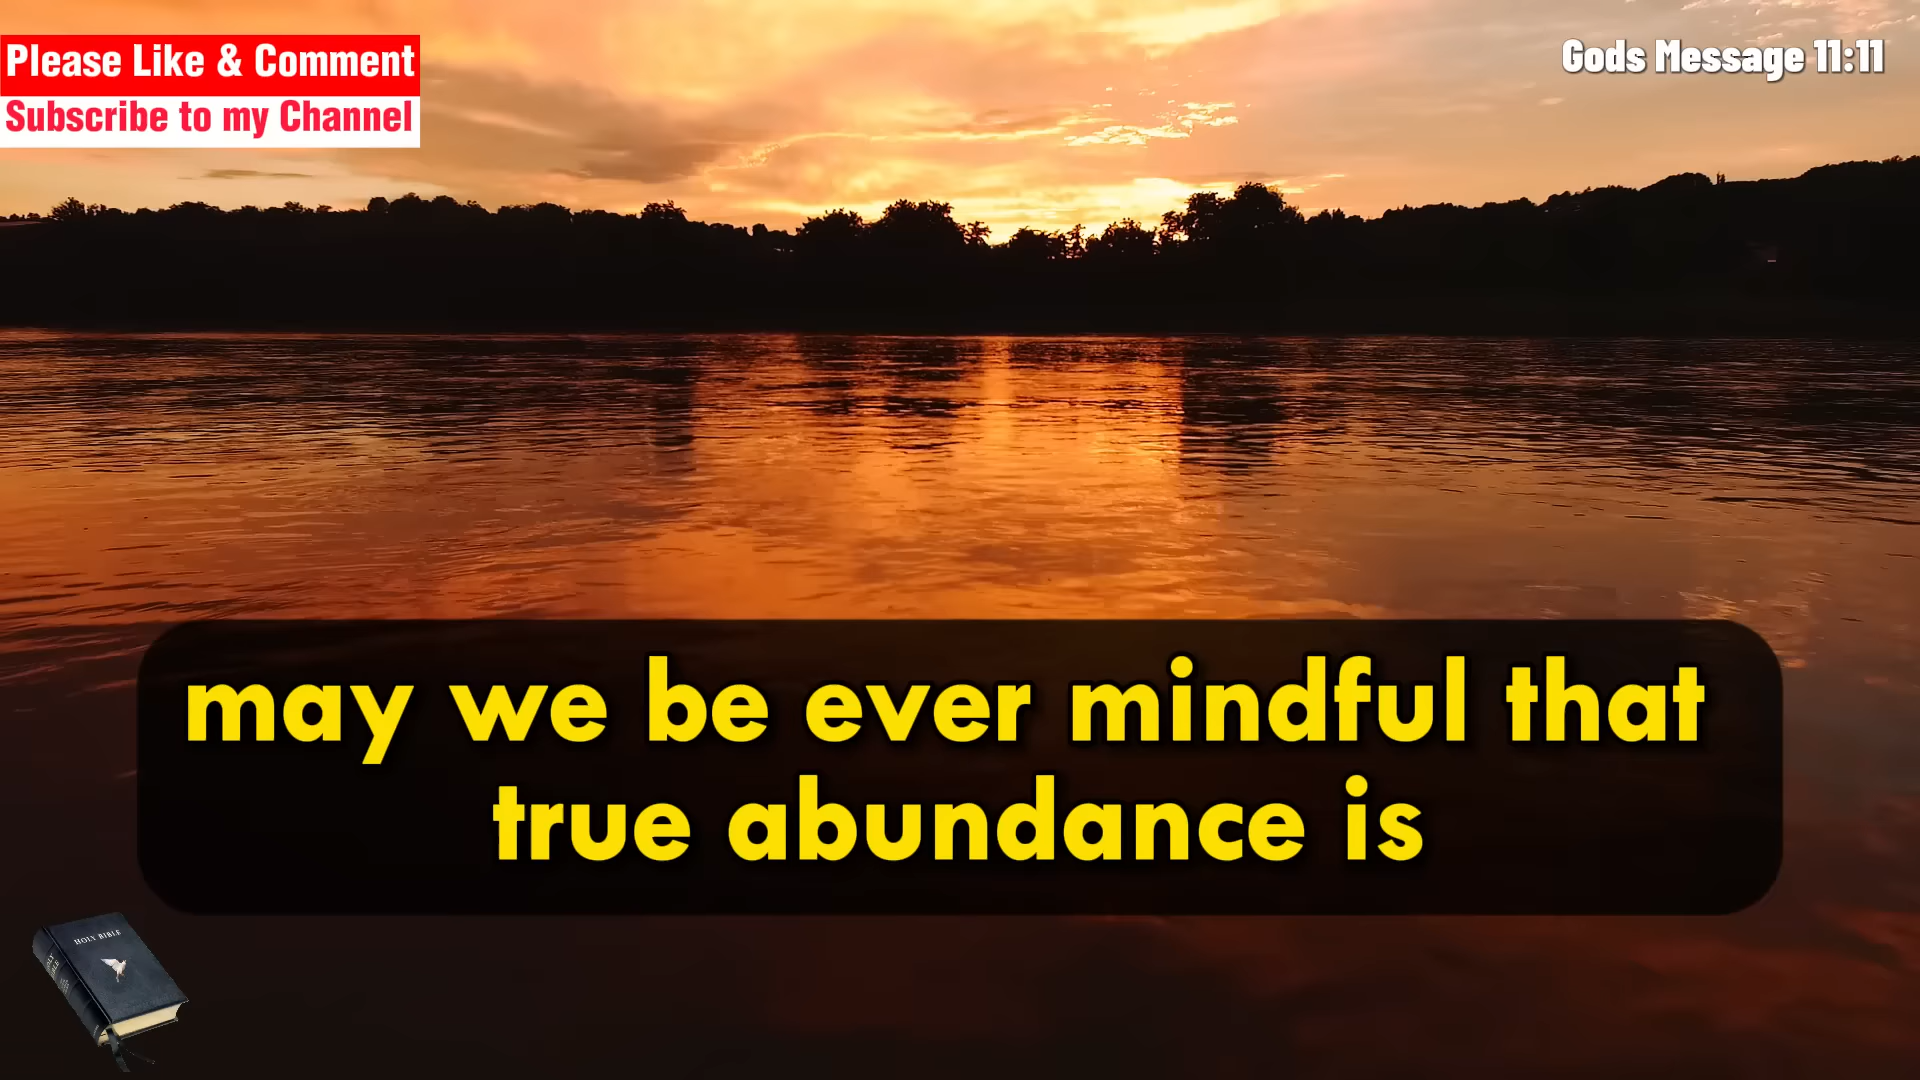 Please Like & Comment
Subscribe to my Channel
Gods Message 11:11
may we be ever mindful that
true abundance is
HOLY BIBLE